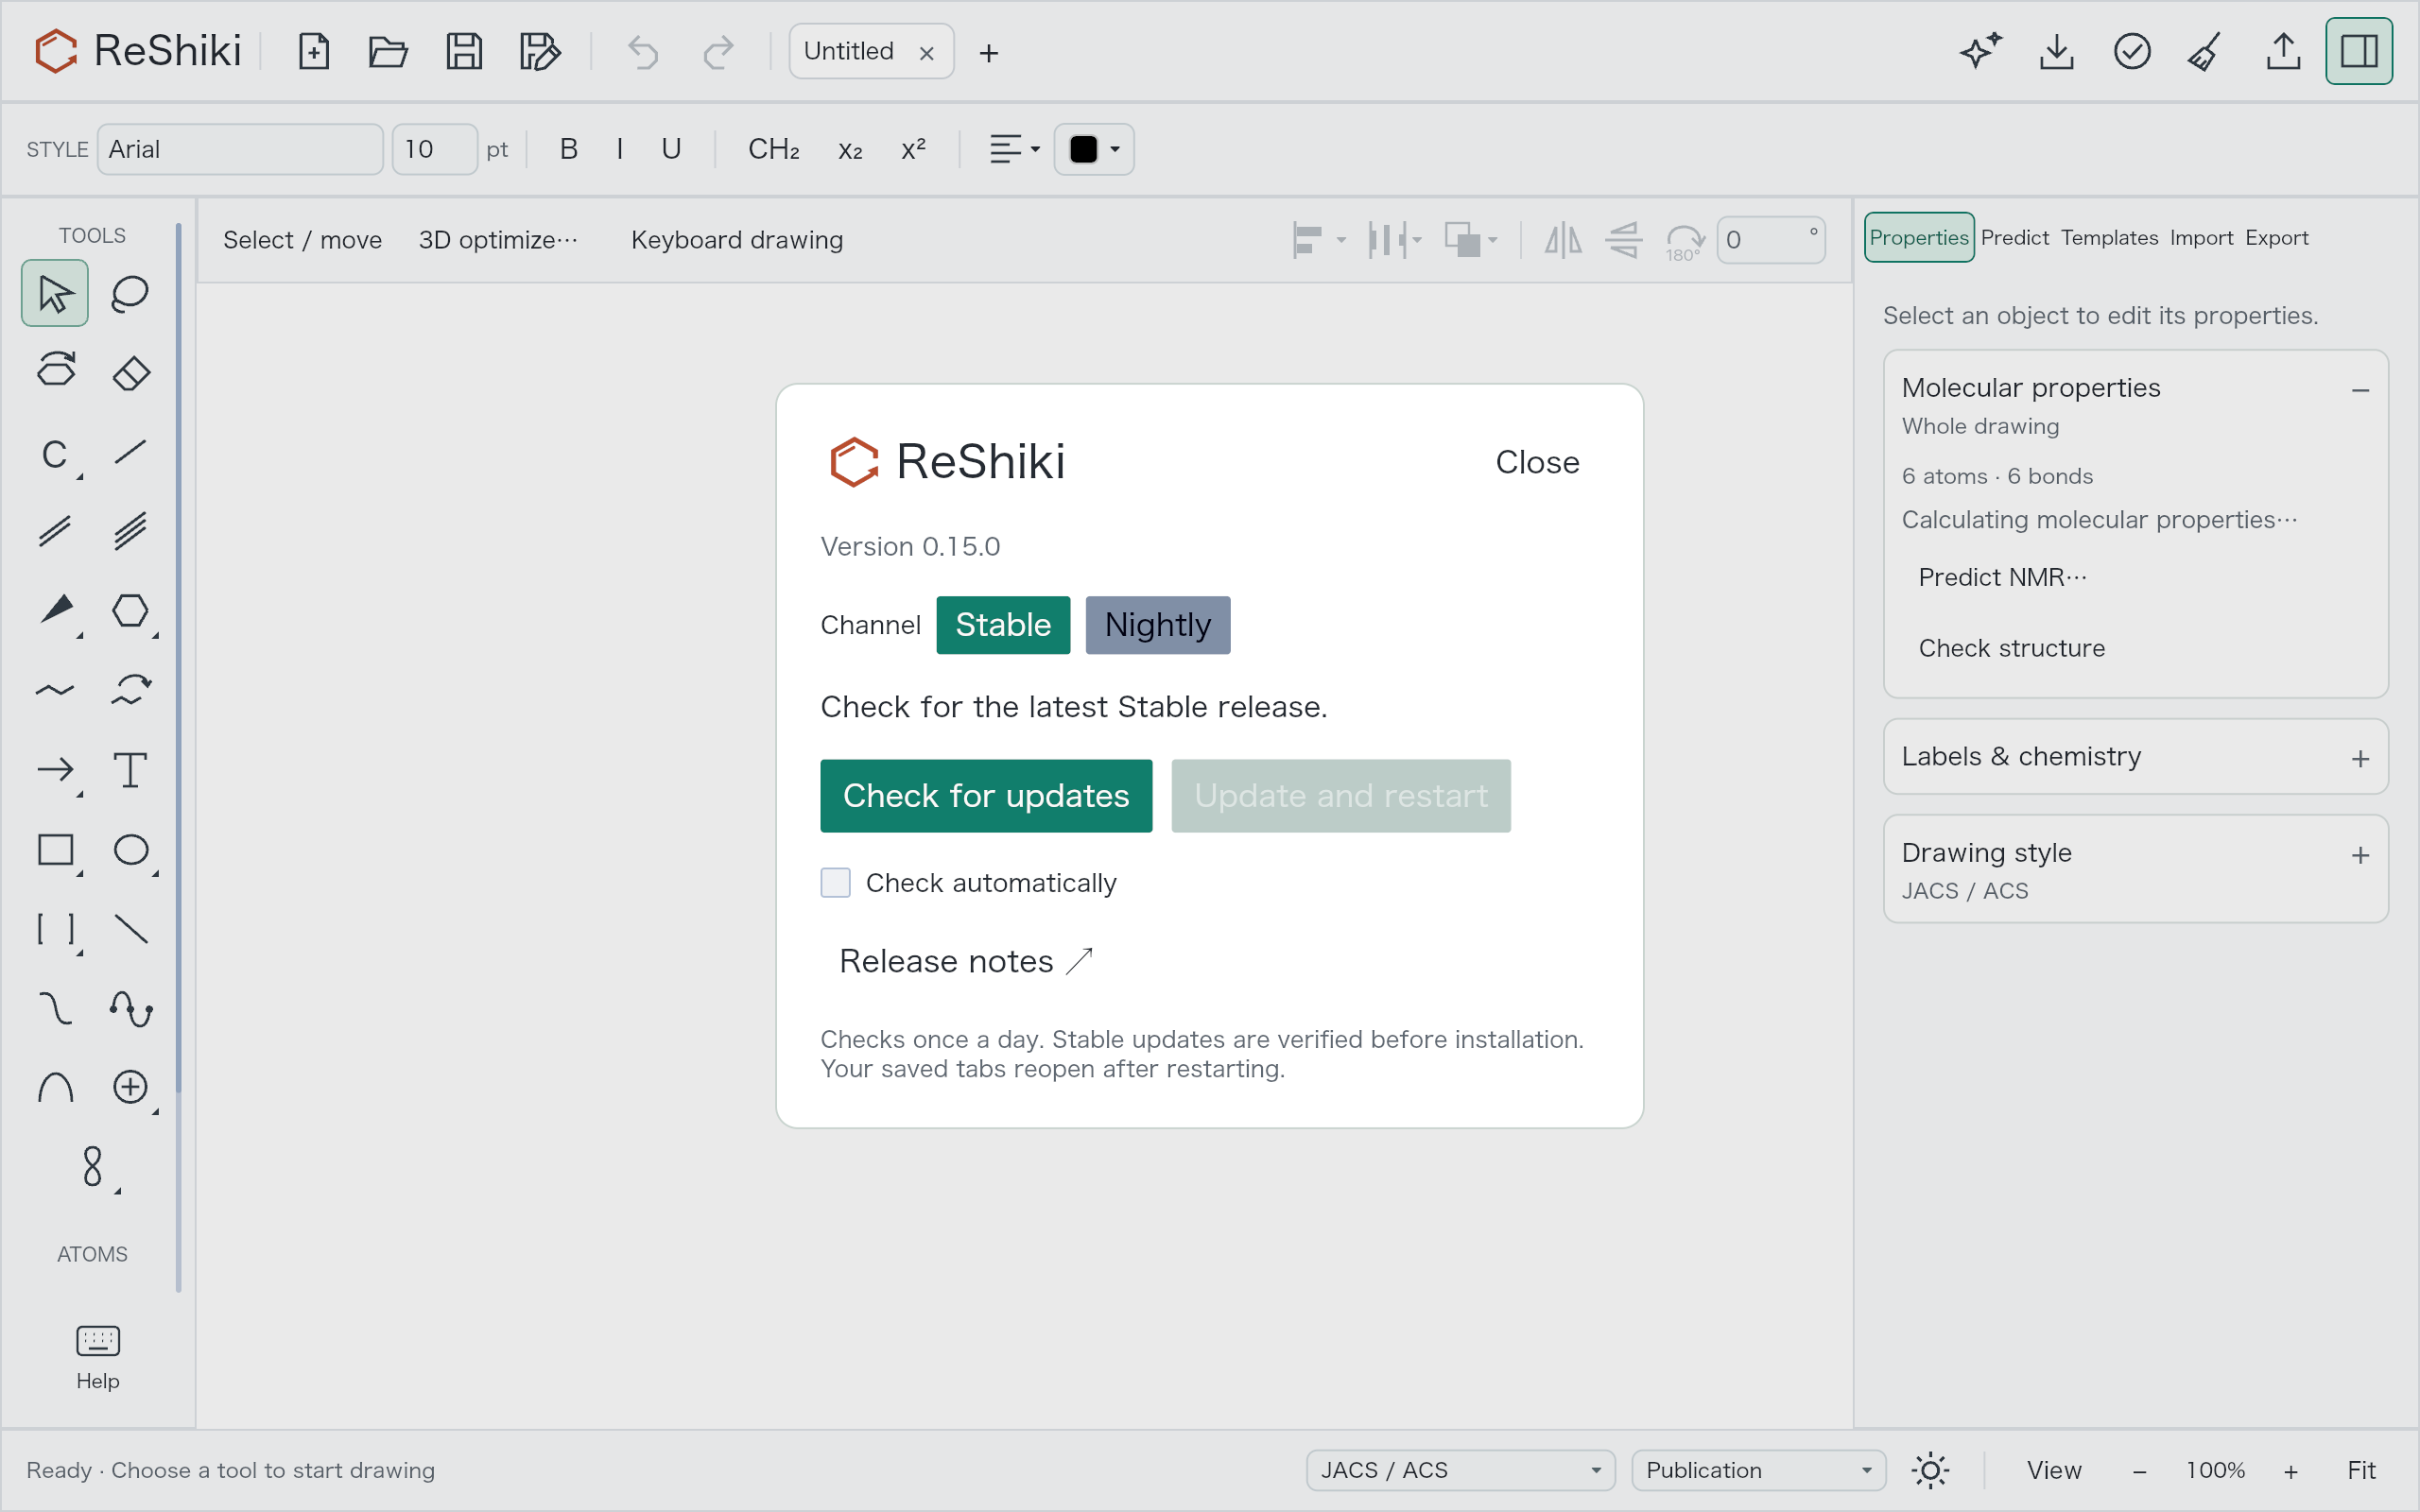 ReShiki
Untitled × +
STYLE Arial 10 pt B I U CH₂ x₂ x²
TOOLS
Select / move 3D optimize… Keyboard drawing
180° 0 °
Properties Predict Templates Import Export
C
T
[ ]
ATOMS
Help
ReShiki Close
Version 0.15.0
Channel Stable Nightly
Check for the latest Stable release.
Check for updates Update and restart
Check automatically
Release notes ↗
Checks once a day. Stable updates are verified before installation.
Your saved tabs reopen after restarting.
Select an object to edit its properties.
Molecular properties −
Whole drawing
6 atoms · 6 bonds
Calculating molecular properties…
Predict NMR…
Check structure
Labels & chemistry +
Drawing style +
JACS / ACS
Ready · Choose a tool to start drawing
JACS / ACS Publication View − 100% + Fit